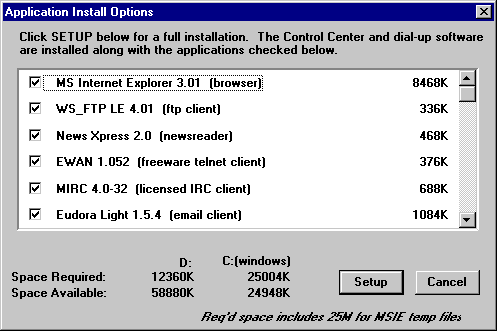 Application Install Options
Click SETUP below for a full installation. The Control Center and dial-up software
are installed along with the applications checked below.
MS Internet Explorer 3.01 (browser) 8468K
WS_FTP LE 4.01 (ftp client) 336K
News Xpress 2.0 (newsreader) 468K
EWAN 1.052 (freeware telnet client) 376K
MIRC 4.0-32 (licensed IRC client) 688K
Eudora Light 1.5.4 (email client) 1084K
D: C:(windows)
Space Required: 12360K 25004K
Space Available: 58880K 24948K
Setup Cancel
Req'd space includes 25M for MSIE temp files